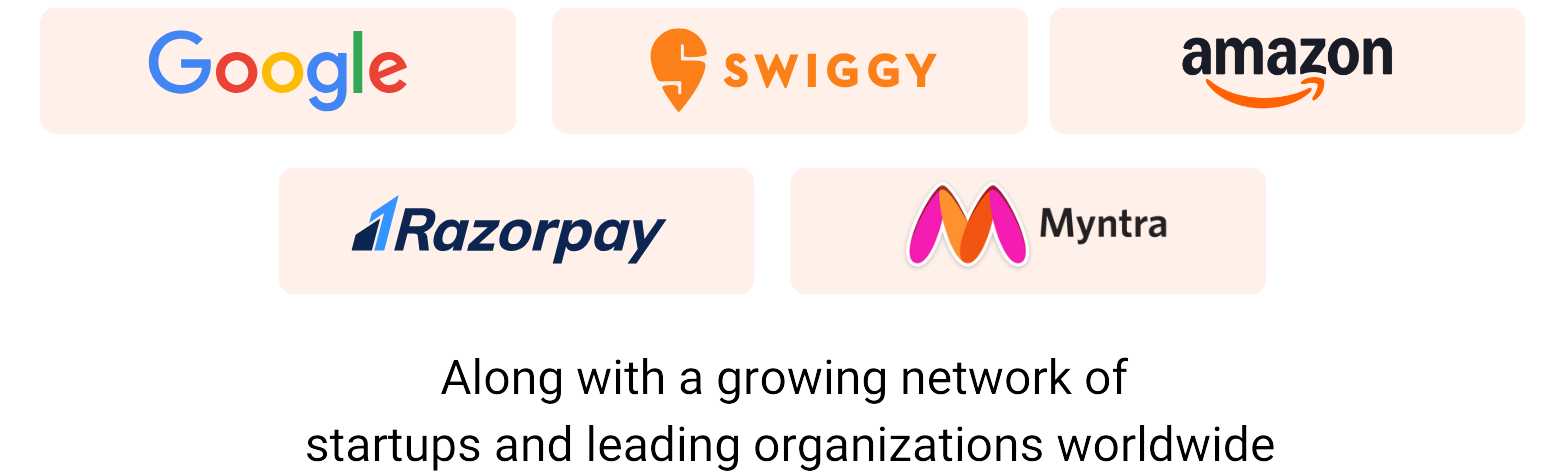 Google
SWIGGY
amazon
Razorpay
Myntra
Along with a growing network of
startups and leading organizations worldwide